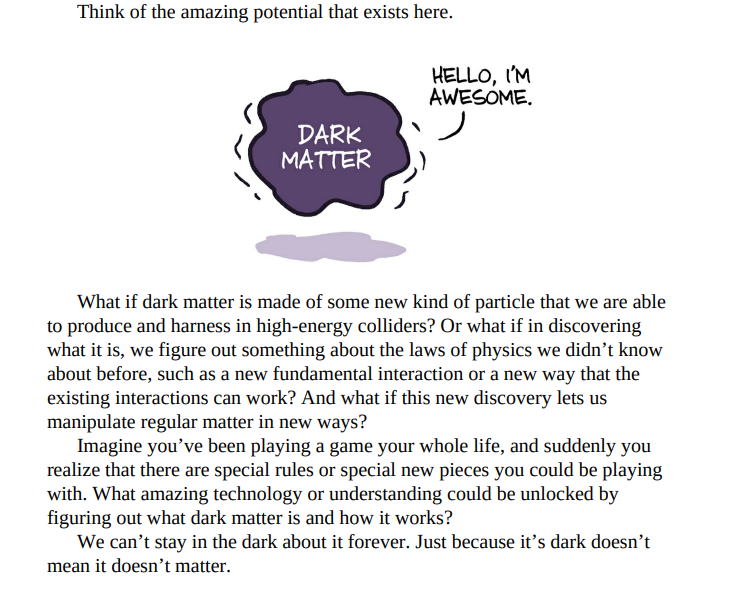 Think of the amazing potential that exists here.
HELLO, I'M
AWESOME.
DARK
MATTER
What if dark matter is made of some new kind of particle that we are able
to produce and harness in high-energy colliders? Or what if in discovering
what it is, we figure out something about the laws of physics we didn’t know
about before, such as a new fundamental interaction or a new way that the
existing interactions can work? And what if this new discovery lets us
manipulate regular matter in new ways?
Imagine you’ve been playing a game your whole life, and suddenly you
realize that there are special rules or special new pieces you could be playing
with. What amazing technology or understanding could be unlocked by
figuring out what dark matter is and how it works?
We can’t stay in the dark about it forever. Just because it’s dark doesn’t
mean it doesn’t matter.